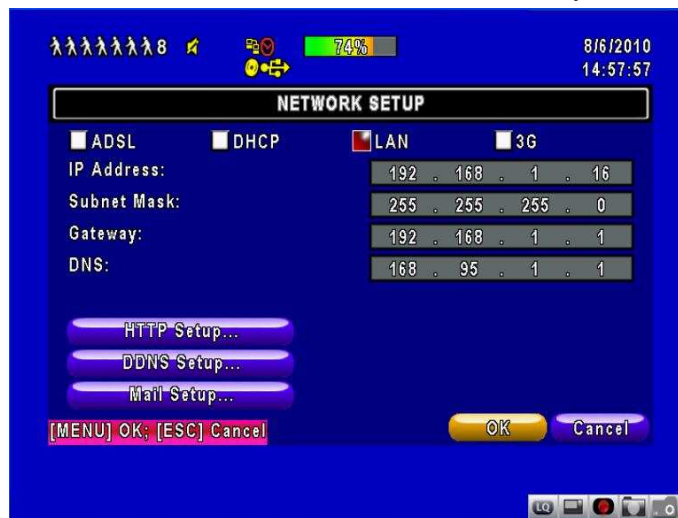 8 74% 8/6/2010
14:57:57
NETWORK SETUP
ADSL DHCP LAN 3G
IP Address: 192 . 168 . 1 . 16
Subnet Mask: 255 . 255 . 255 . 0
Gateway: 192 . 168 . 1 . 1
DNS: 168 . 95 . 1 . 1
HTTP Setup...
DDNS Setup...
Mail Setup...
[MENU] OK; [ESC] Cancel OK Cancel
LQ